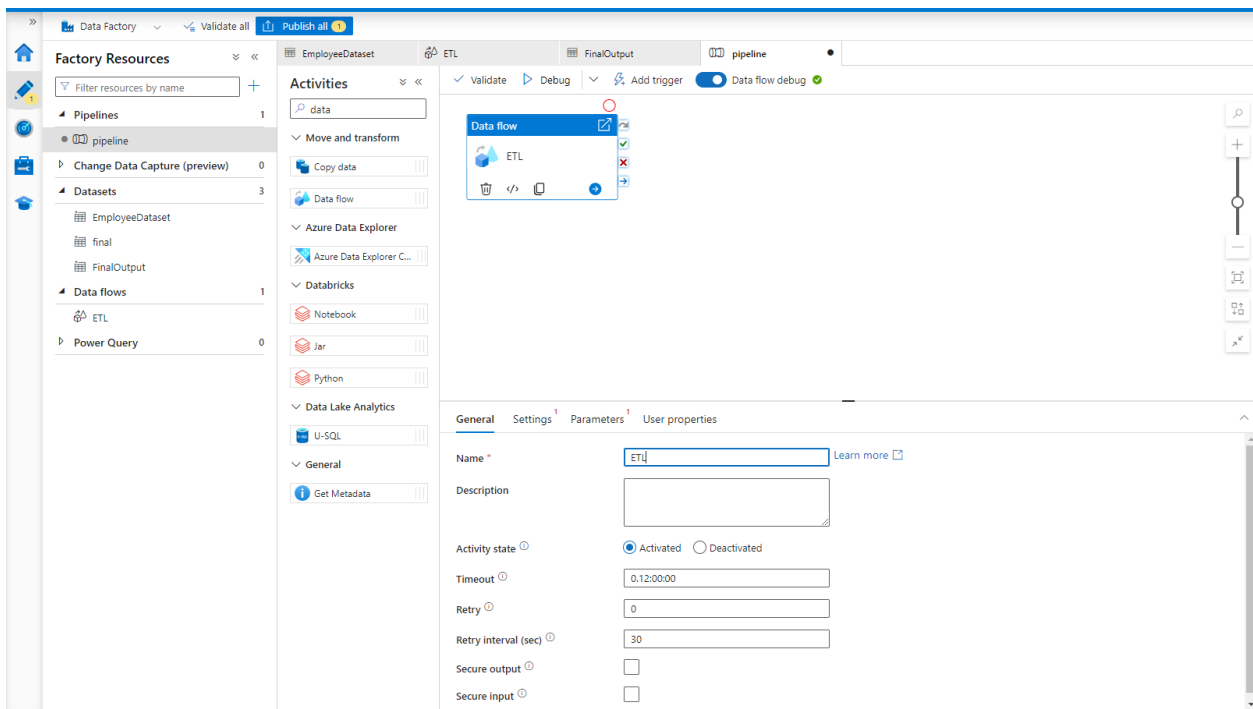 Data Factory
Validate all
Publish all 1
1
Factory Resources
Filter resources by name
Pipelines 1
pipeline
Change Data Capture (preview) 0
Datasets 3
EmployeeDataset
final
FinalOutput
Data flows 1
ETL
Power Query 0
EmployeeDataset
ETL
FinalOutput
pipeline
Activities
data
Move and transform
Copy data
Data flow
Azure Data Explorer
Azure Data Explorer C...
Databricks
Notebook
Jar
Python
Data Lake Analytics
U-SQL
General
Get Metadata
Validate
Debug
Add trigger
Data flow debug
Data flow
ETL
General Settings 1 Parameters 1 User properties
Name * ETL Learn more
Description
Activity state Activated Deactivated
Timeout 0.12:00:00
Retry 0
Retry interval (sec) 30
Secure output
Secure input